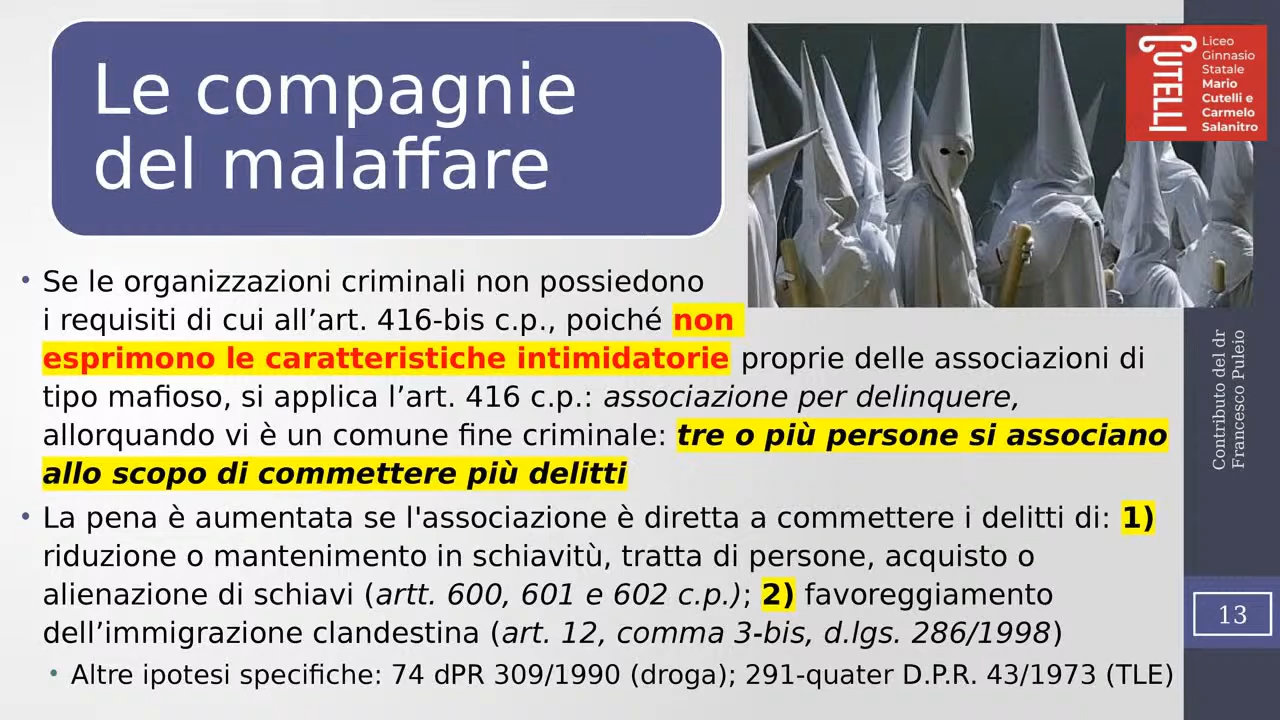 Le compagnie
del malaffare
CUTELLI
Liceo
Ginnasio
Statale
Mario
Cutelli e
Carmelo
Salanitro
• Se le organizzazioni criminali non possiedono
i requisiti di cui all’art. 416-bis c.p., poiché non
esprimono le caratteristiche intimidatorie proprie delle associazioni di
tipo mafioso, si applica l’art. 416 c.p.: associazione per delinquere,
allorquando vi è un comune fine criminale: tre o più persone si associano
allo scopo di commettere più delitti
• La pena è aumentata se l'associazione è diretta a commettere i delitti di: 1)
riduzione o mantenimento in schiavitù, tratta di persone, acquisto o
alienazione di schiavi (artt. 600, 601 e 602 c.p.); 2) favoreggiamento
dell’immigrazione clandestina (art. 12, comma 3-bis, d.lgs. 286/1998)
• Altre ipotesi specifiche: 74 dPR 309/1990 (droga); 291-quater D.P.R. 43/1973 (TLE)
Contributo del dr
Francesco Puleio
13